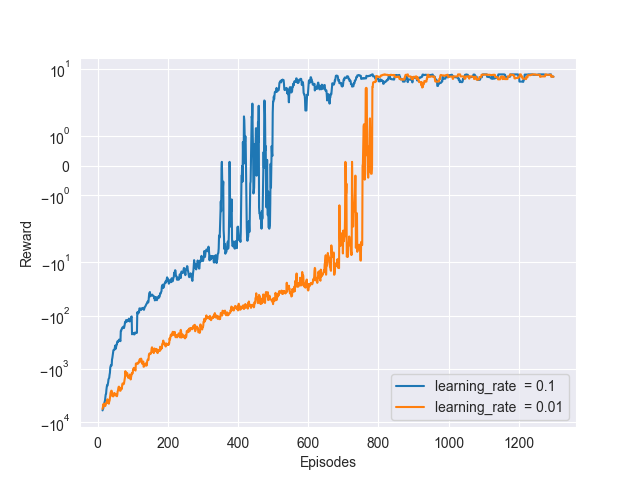 10¹
10⁰
0
−10⁰
−10¹
−10²
−10³
−10⁴
Reward
0 200 400 600 800 1000 1200
Episodes
learning_rate = 0.1
learning_rate = 0.01